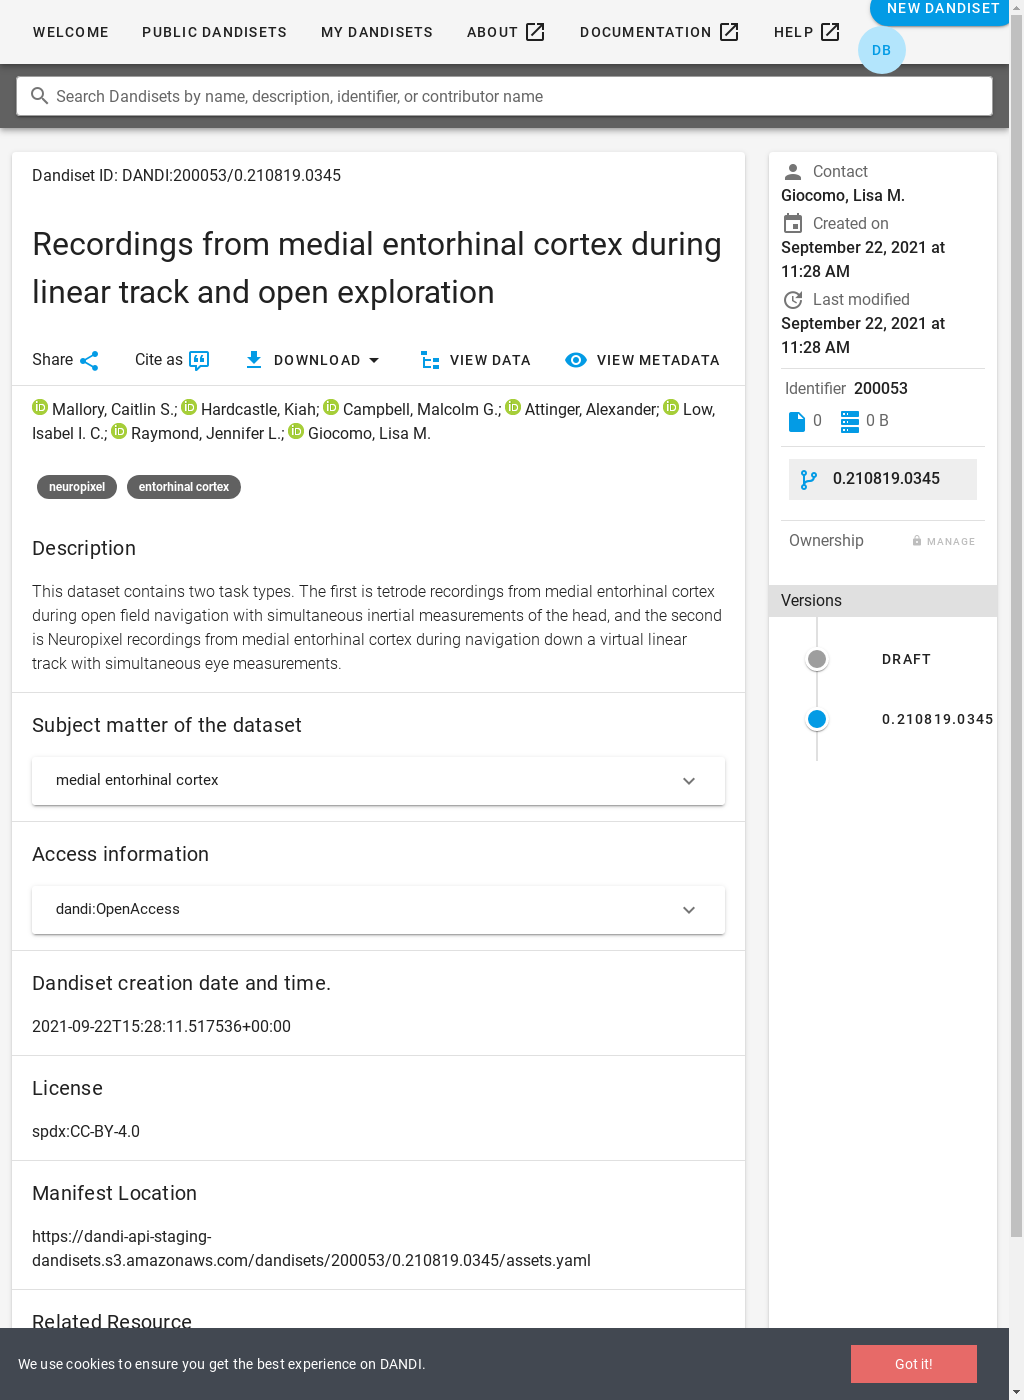 WELCOME PUBLIC DANDISETS MY DANDISETS ABOUT DOCUMENTATION HELP NEW DANDISET
DB
Search Dandisets by name, description, identifier, or contributor name
Dandiset ID: DANDI:200053/0.210819.0345
Recordings from medial entorhinal cortex during
linear track and open exploration
Share Cite as DOWNLOAD VIEW DATA VIEW METADATA
Mallory, Caitlin S.; Hardcastle, Kiah; Campbell, Malcolm G.; Attinger, Alexander; Low,
Isabel I. C.; Raymond, Jennifer L.; Giocomo, Lisa M.
neuropixel entorhinal cortex
Description
This dataset contains two task types. The first is tetrode recordings from medial entorhinal cortex
during open field navigation with simultaneous inertial measurements of the head, and the second
is Neuropixel recordings from medial entorhinal cortex during navigation down a virtual linear
track with simultaneous eye measurements.
Subject matter of the dataset
medial entorhinal cortex
Access information
dandi:OpenAccess
Dandiset creation date and time.
2021-09-22T15:28:11.517536+00:00
License
spdx:CC-BY-4.0
Manifest Location
https://dandi-api-staging-
dandisets.s3.amazonaws.com/dandisets/200053/0.210819.0345/assets.yaml
Related Resource
Contact
Giocomo, Lisa M.
Created on
September 22, 2021 at
11:28 AM
Last modified
September 22, 2021 at
11:28 AM
Identifier 200053
0 0 B
0.210819.0345
Ownership MANAGE
Versions
DRAFT
0.210819.0345
We use cookies to ensure you get the best experience on DANDI.
Got it!